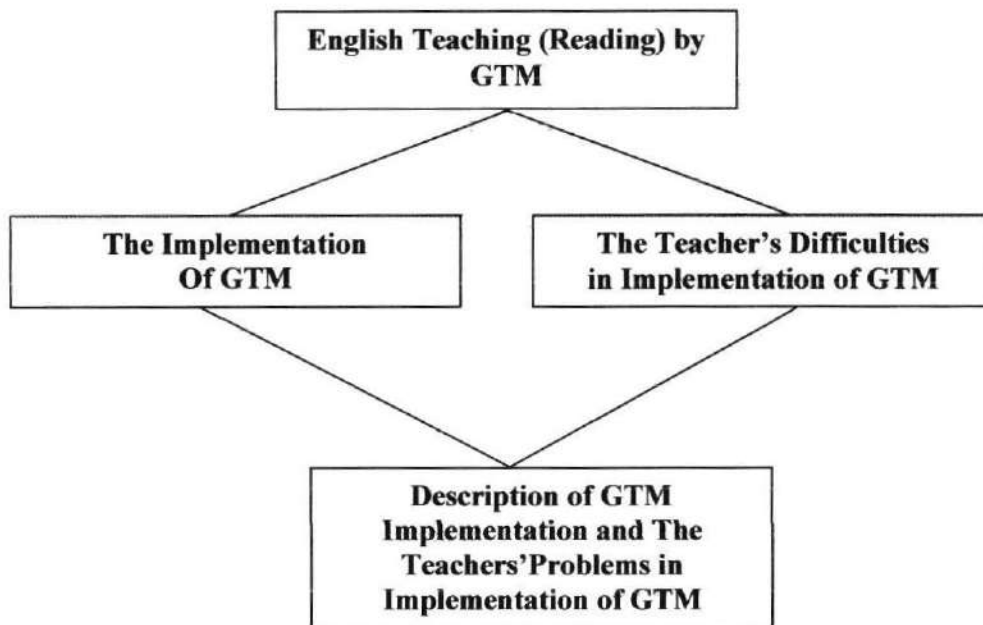 English Teaching (Reading) by
GTM
The Implementation
Of GTM
The Teacher's Difficulties
in Implementation of GTM
Description of GTM
Implementation and The
Teachers'Problems in
Implementation of GTM